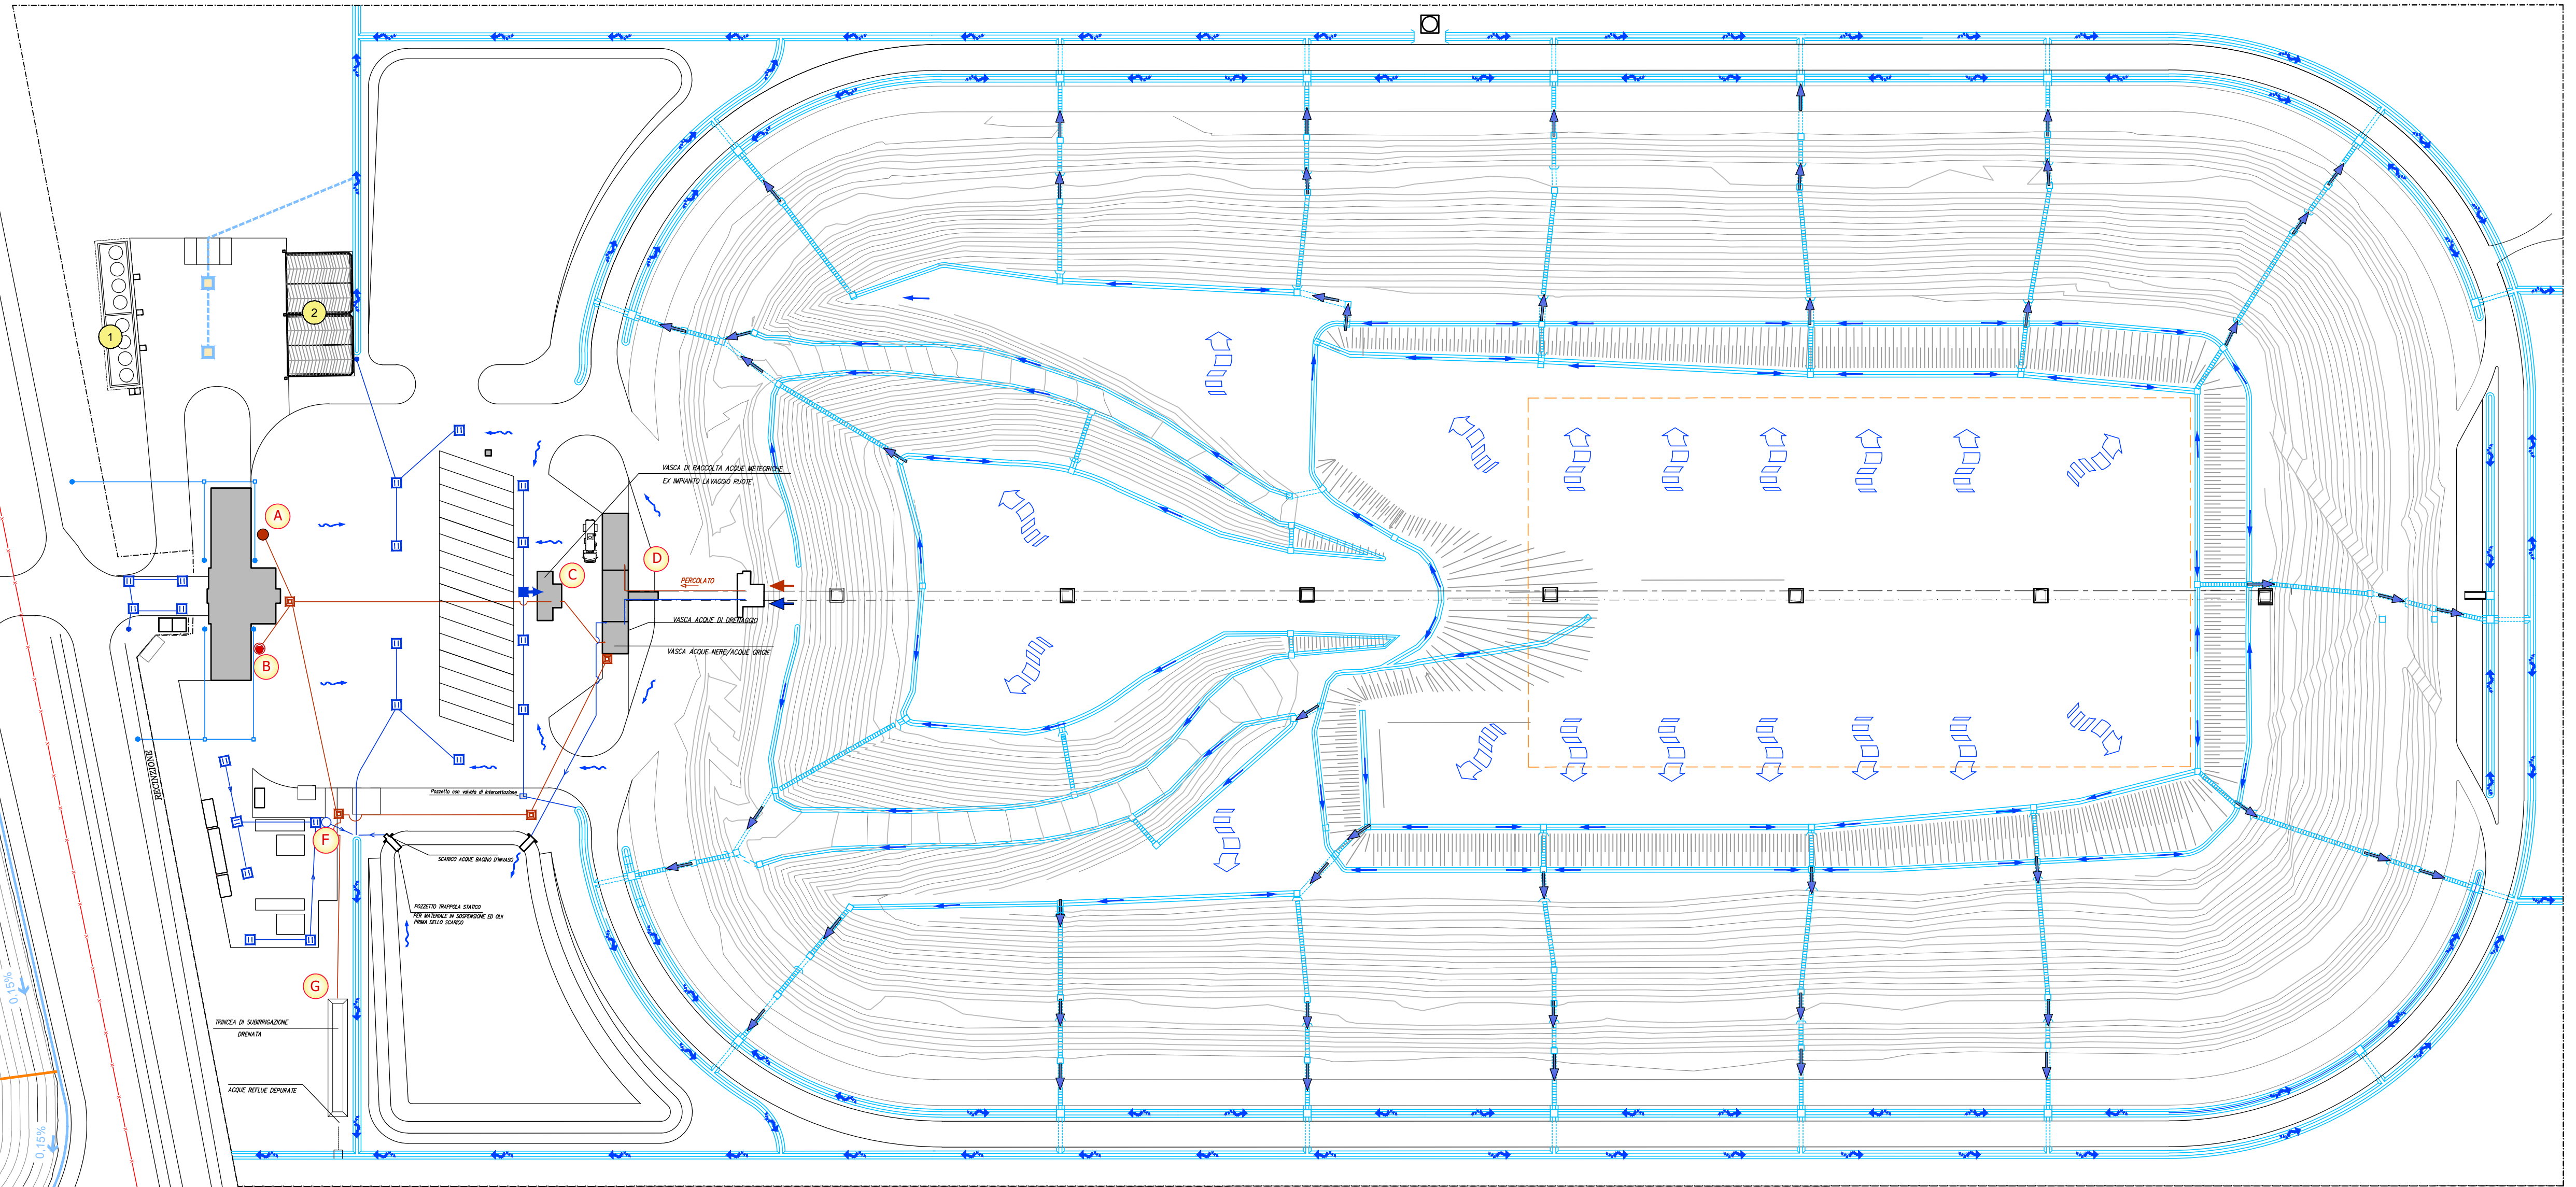 1
2
A
B
C
D
F
G
VASCA DI RACCOLTA ACQUE METEORICHE
EX IMPIANTO LAVAGGIO RUOTE
PERCOLATO
VASCA ACQUE DI DRENAGGIO
VASCA ACQUE NERE/ACQUE GRIGIE
RECINZIONE
Pozzetto con valvola di intercettazione
SCARICO ACQUE BACINO D'INVASO
POZZETTO TRAPPOLA STATICO
PER MATERIALE IN SOSPENSIONE ED OLII
PRIMA DELLO SCARICO
TRINCEA DI SUBIRRIGAZIONE
DRENATA
ACQUE REFLUE DEPURATE
0,15%
0,15%